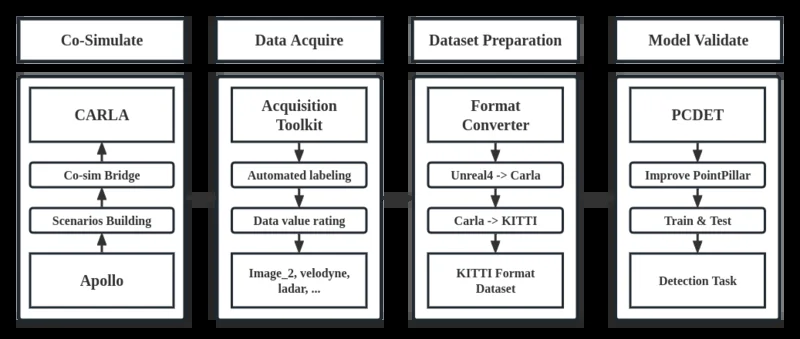 Co-Simulate
Data Acquire
Dataset Preparation
Model Validate
CARLA
Co-sim Bridge
Scenarios Building
Apollo
Acquisition
Toolkit
Automated labeling
Data value rating
Image_2, velodyne,
ladar, ...
Format
Converter
Unreal4 -> Carla
Carla -> KITTI
KITTI Format
Dataset
PCDET
Improve PointPillar
Train & Test
Detection Task